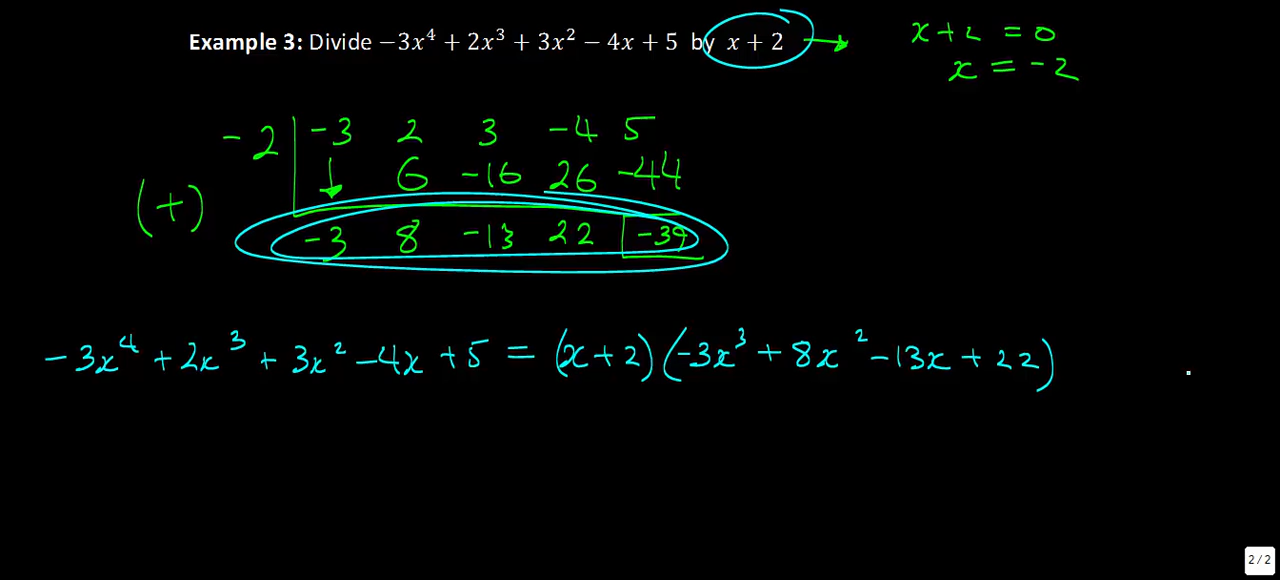 Example 3: Divide −3x⁴ + 2x³ + 3x² − 4x + 5 by x + 2
x + 2 = 0
x = -2
-2 | -3 2 3 -4 5
6 -16 26 -44
(+)
-3 8 -13 22 -39
-3x⁴ + 2x³ + 3x² - 4x + 5 = (x + 2)(-3x³ + 8x² - 13x + 22)
2 / 2